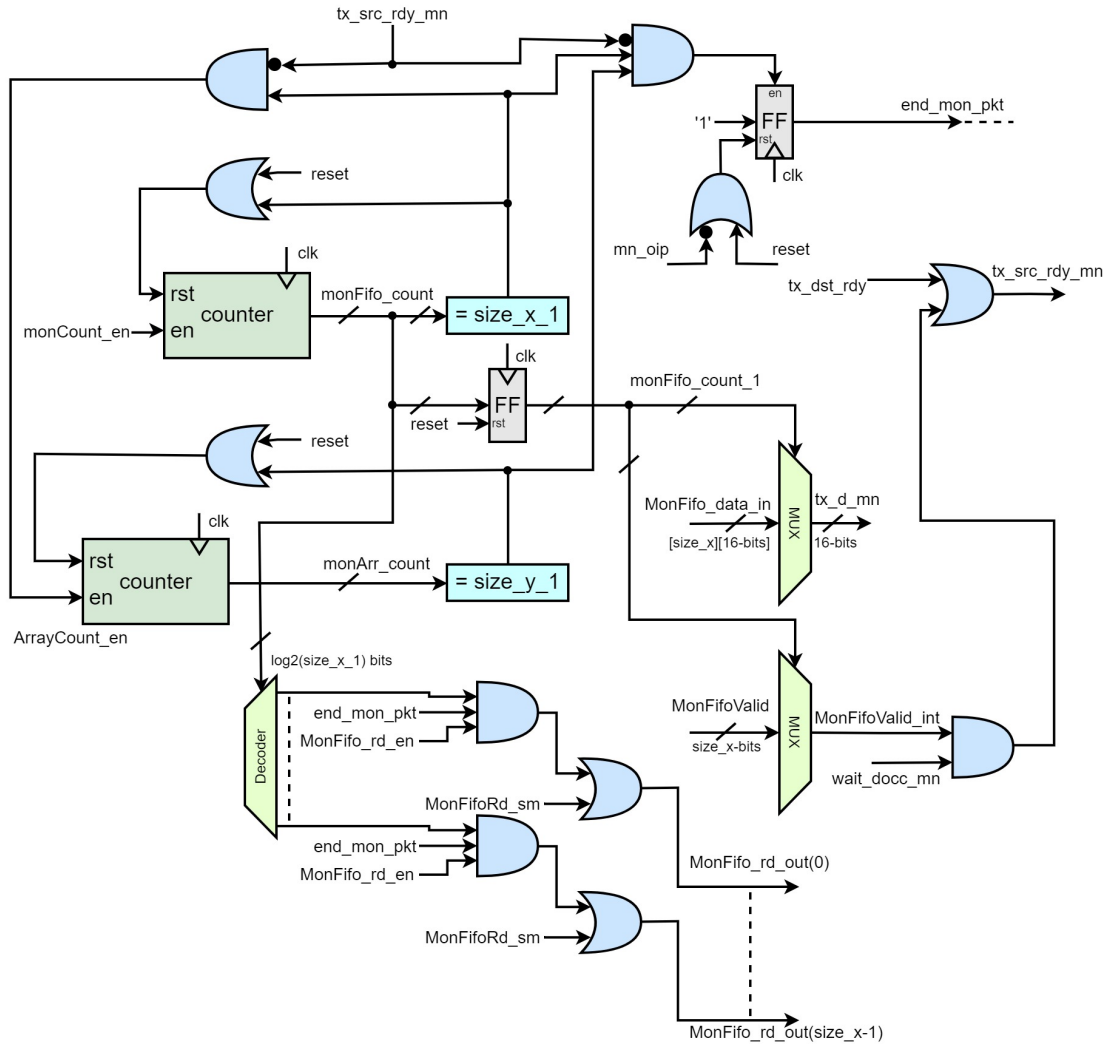 tx_src_rdy_mn
en
'1'
FF
rst
end_mon_pkt
clk
reset
mn_oip
reset
clk
tx_dst_rdy
tx_src_rdy_mn
rst
counter
en
monCount_en
monFifo_count
= size_x_1
clk
FF
rst
reset
monFifo_count_1
reset
clk
rst
counter
en
ArrayCount_en
monArr_count
= size_y_1
MonFifo_data_in
[size_x][16-bits]
MUX
tx_d_mn
16-bits
log2(size_x_1) bits
Decoder
end_mon_pkt
MonFifo_rd_en
MonFifoRd_sm
MonFifoValid
size_x-bits
MUX
MonFifoValid_int
wait_docc_mn
end_mon_pkt
MonFifo_rd_en
MonFifoRd_sm
MonFifo_rd_out(0)
MonFifo_rd_out(size_x-1)